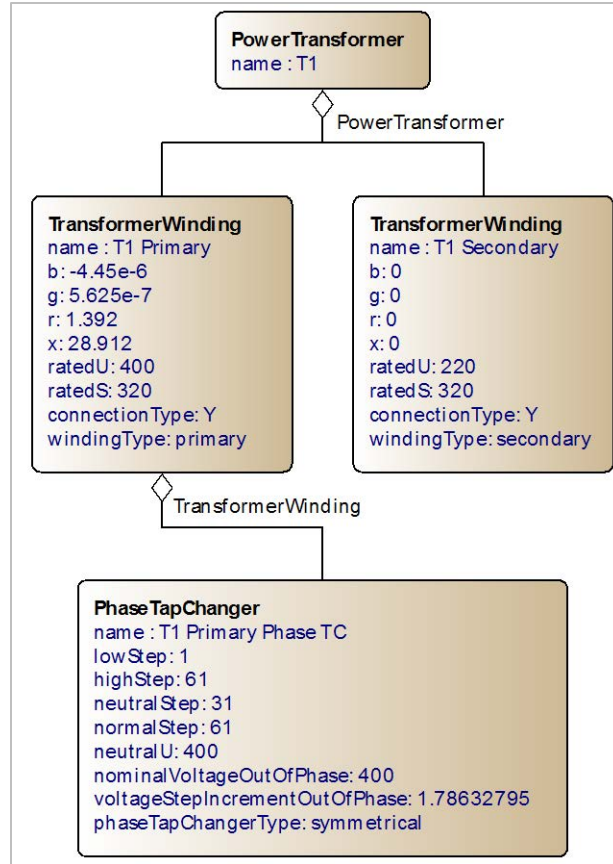 PowerTransformer
name : T1
PowerTransformer
TransformerWinding
name : T1 Primary
b: -4.45e-6
g: 5.625e-7
r: 1.392
x: 28.912
ratedU: 400
ratedS: 320
connectionType: Y
windingType: primary
TransformerWinding
name : T1 Secondary
b: 0
g: 0
r: 0
x: 0
ratedU: 220
ratedS: 320
connectionType: Y
windingType: secondary
TransformerWinding
PhaseTapChanger
name : T1 Primary Phase TC
lowStep: 1
highStep: 61
neutralStep: 31
normalStep: 61
neutralU: 400
nominalVoltageOutOfPhase: 400
voltageStepIncrementOutOfPhase: 1.78632795
phaseTapChangerType: symmetrical